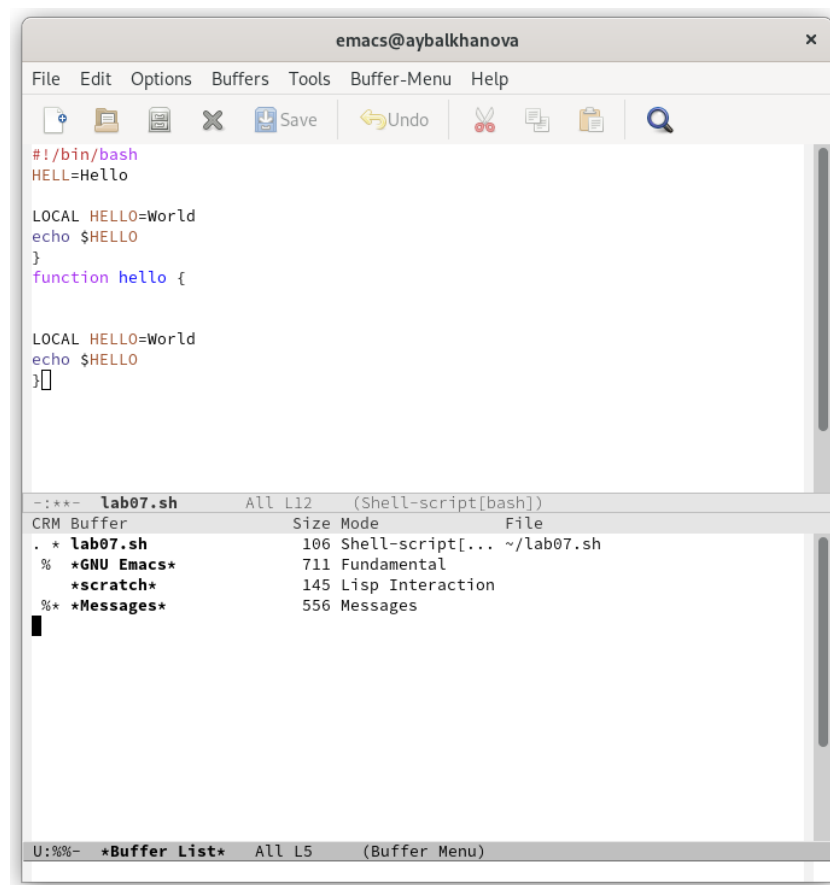 emacs@aybalkhanova ×
File Edit Options Buffers Tools Buffer-Menu Help
Save Undo
#!/bin/bash
HELL=Hello
LOCAL HELLO=World
echo $HELLO
}
function hello {
LOCAL HELLO=World
echo $HELLO
}
-:**- lab07.sh All L12 (Shell-script[bash])
CRM Buffer Size Mode File
. * lab07.sh 106 Shell-script[... ~/lab07.sh
% *GNU Emacs* 711 Fundamental
*scratch* 145 Lisp Interaction
%* *Messages* 556 Messages
U:%%- *Buffer List* All L5 (Buffer Menu)